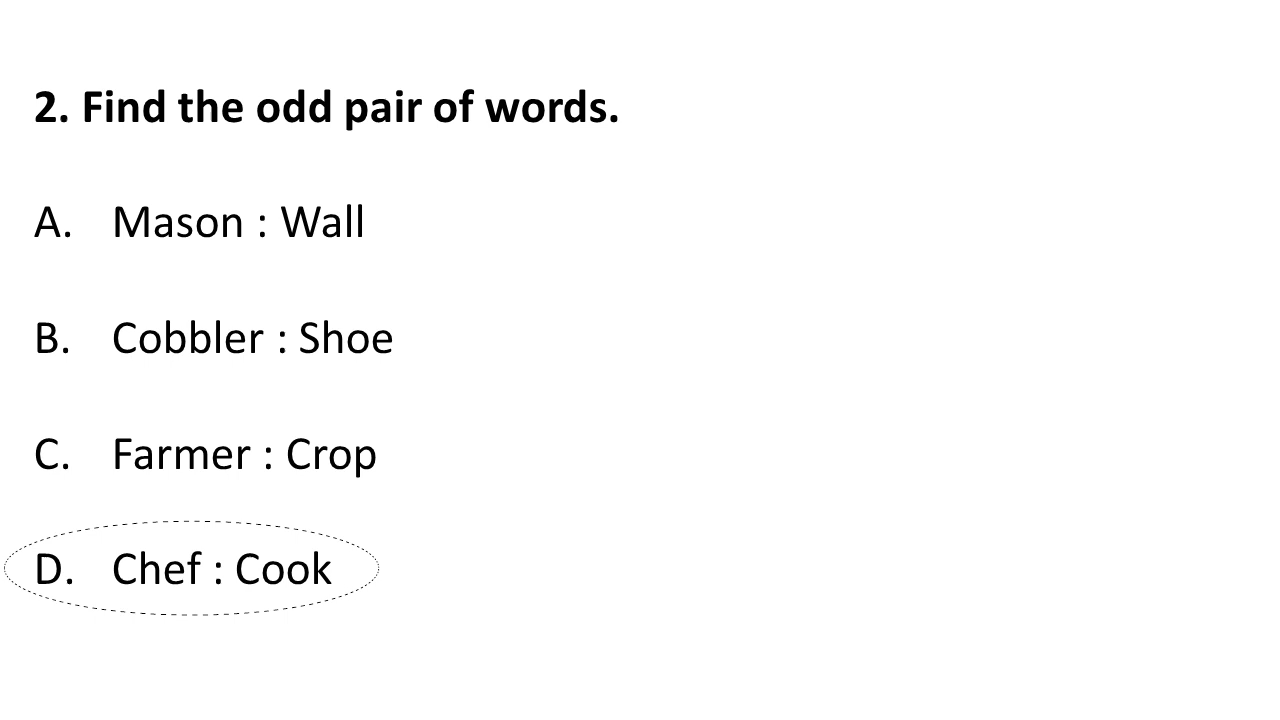 2. Find the odd pair of words.
A. Mason : Wall
B. Cobbler : Shoe
C. Farmer : Crop
D. Chef : Cook